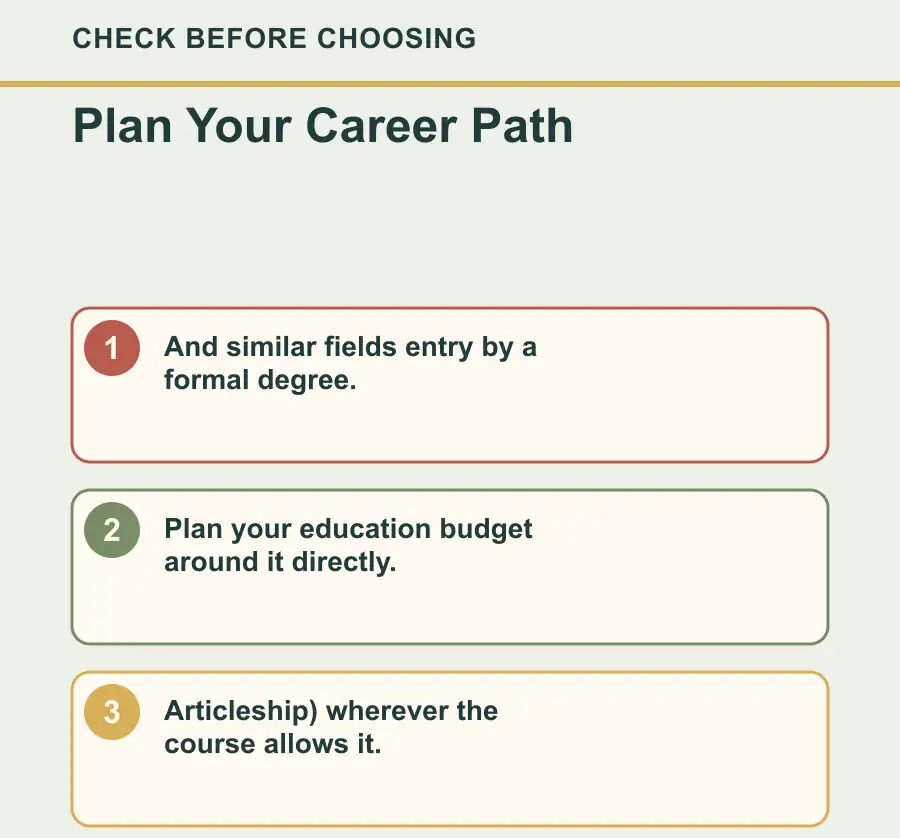 CHECK BEFORE CHOOSING
Plan Your Career Path
1
And similar fields entry by a
formal degree.
2
Plan your education budget
around it directly.
3
Articleship) wherever the
course allows it.